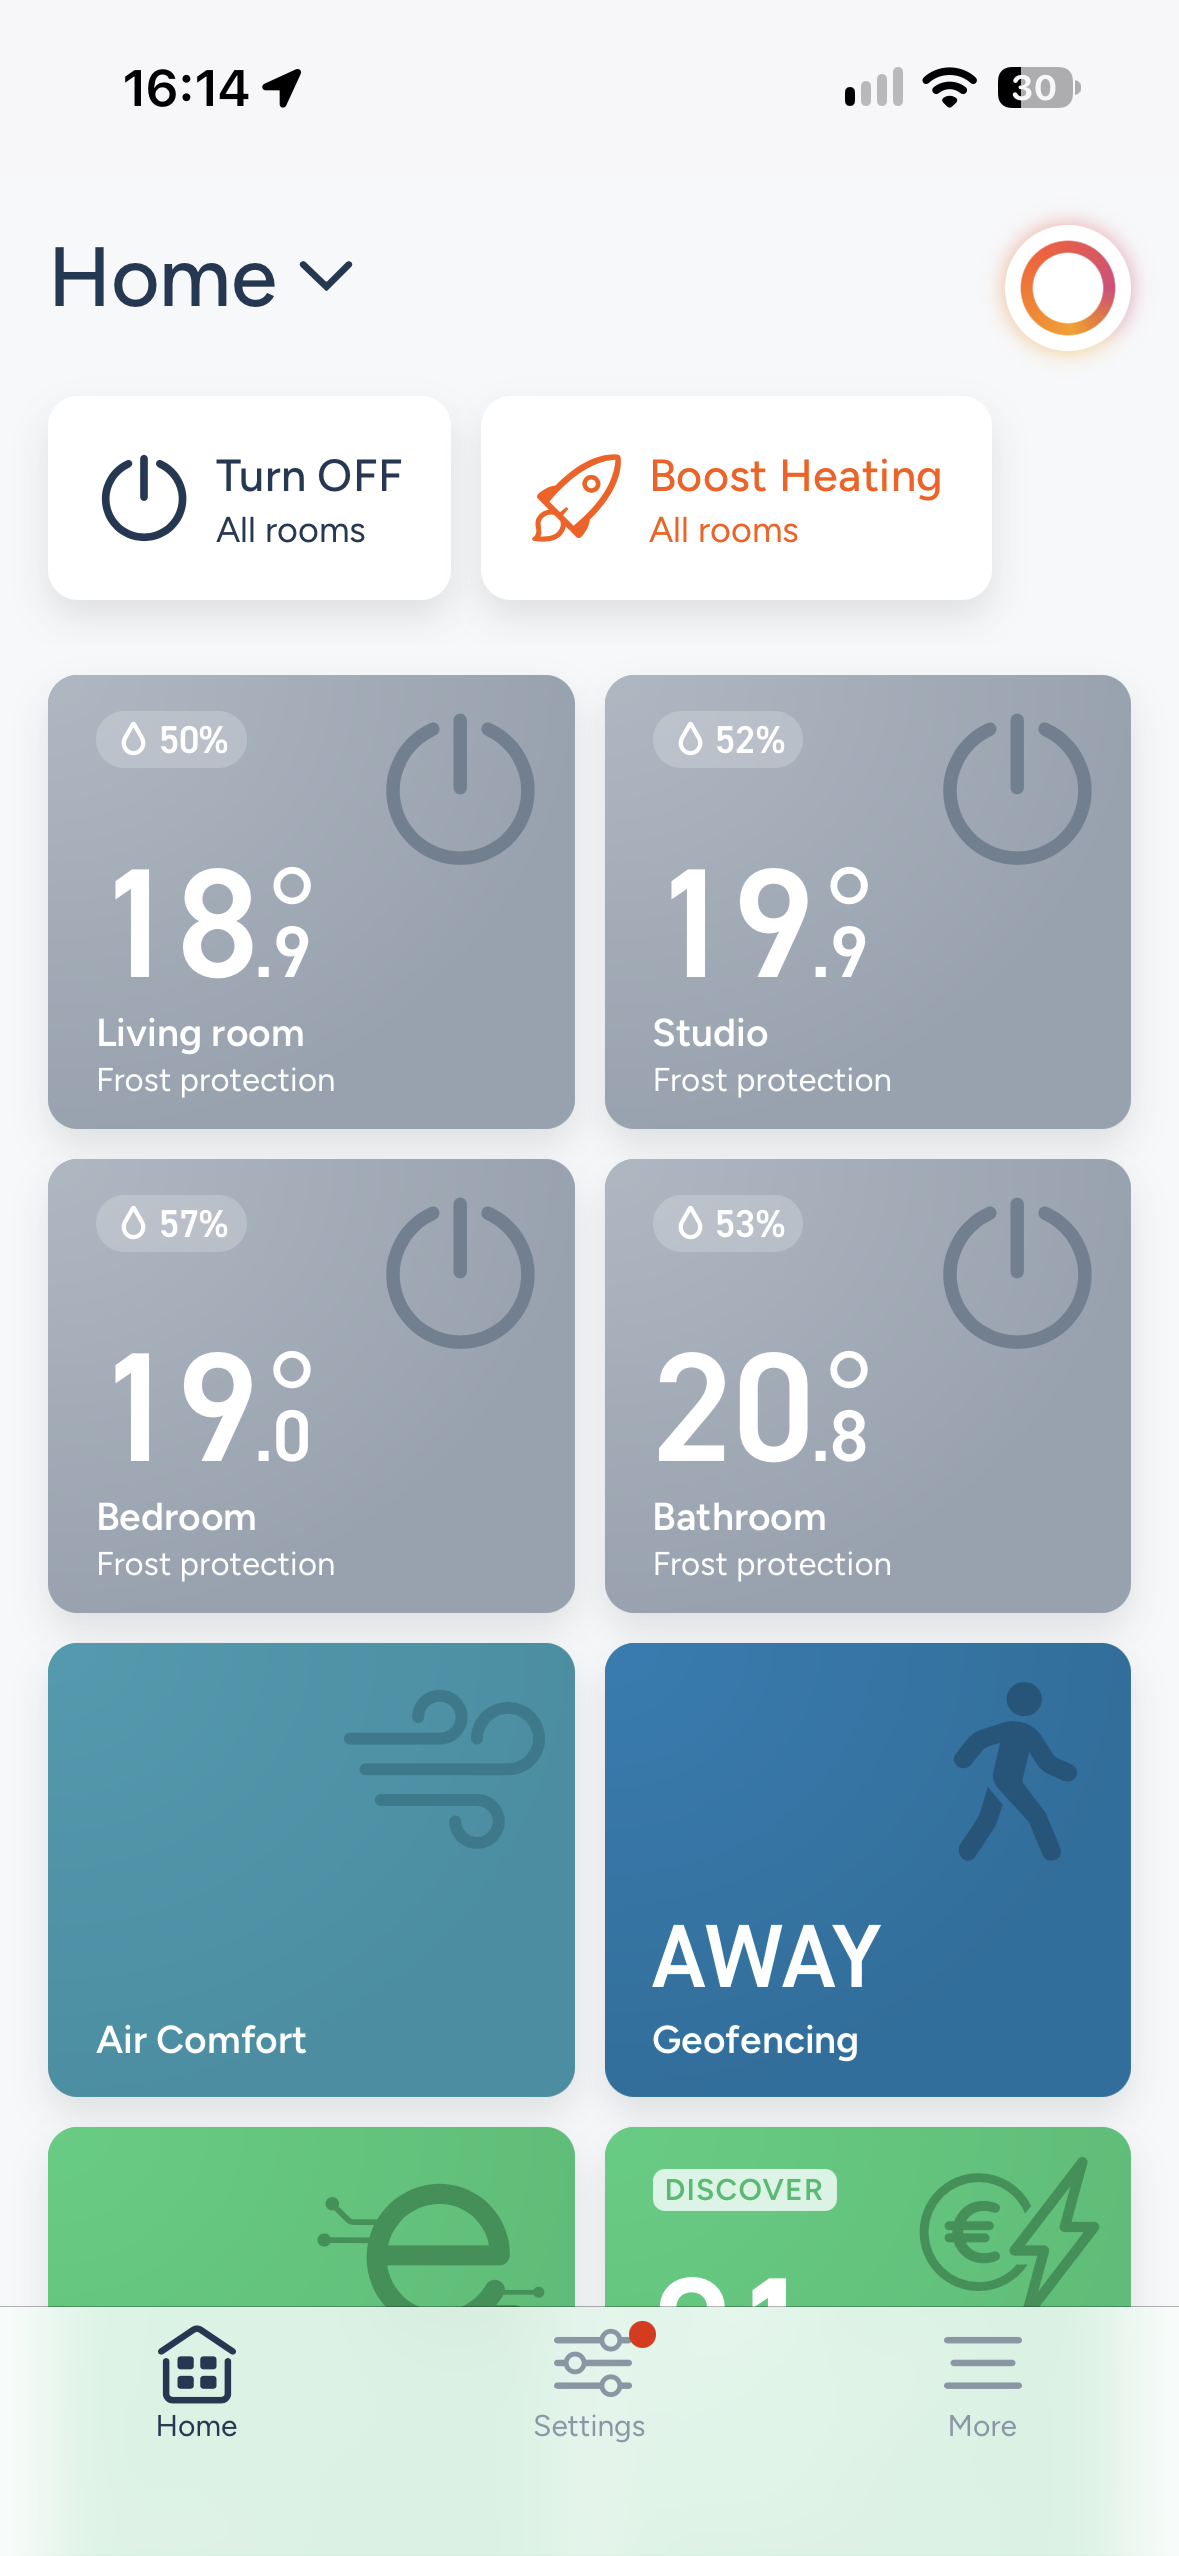 16:14
30
Home
Turn OFF
All rooms
Boost Heating
All rooms
50%
18.9°
Living room
Frost protection
52%
19.9°
Studio
Frost protection
57%
19.0°
Bedroom
Frost protection
53%
20.8°
Bathroom
Frost protection
Air Comfort
AWAY
Geofencing
DISCOVER
€
Home
Settings
More